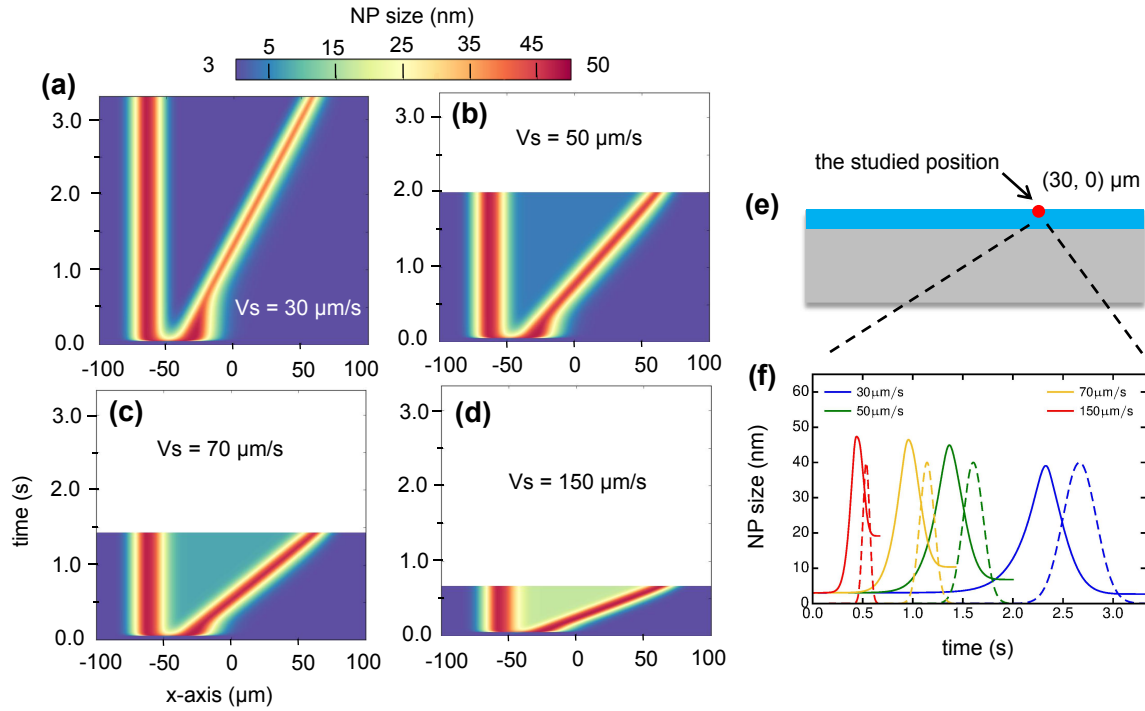 NP size (nm)
5 15 25 35 45
3 50
(a)
3.0
2.0
1.0
0.0
Vs = 30 µm/s
-100 -50 0 50 100
(b)
Vs = 50 µm/s
3.0
2.0
1.0
0.0
-100 -50 0 50 100
(c)
Vs = 70 µm/s
3.0
2.0
1.0
0.0
time (s)
-100 -50 0 50 100
x-axis (µm)
(d)
Vs = 150 µm/s
3.0
2.0
1.0
0.0
-100 -50 0 50 100
(e)
the studied position
(30, 0) µm
(f)
30µm/s 70µm/s
50µm/s 150µm/s
NP size (nm)
60
50
40
30
20
10
0
0.0 0.5 1.0 1.5 2.0 2.5 3.0
time (s)